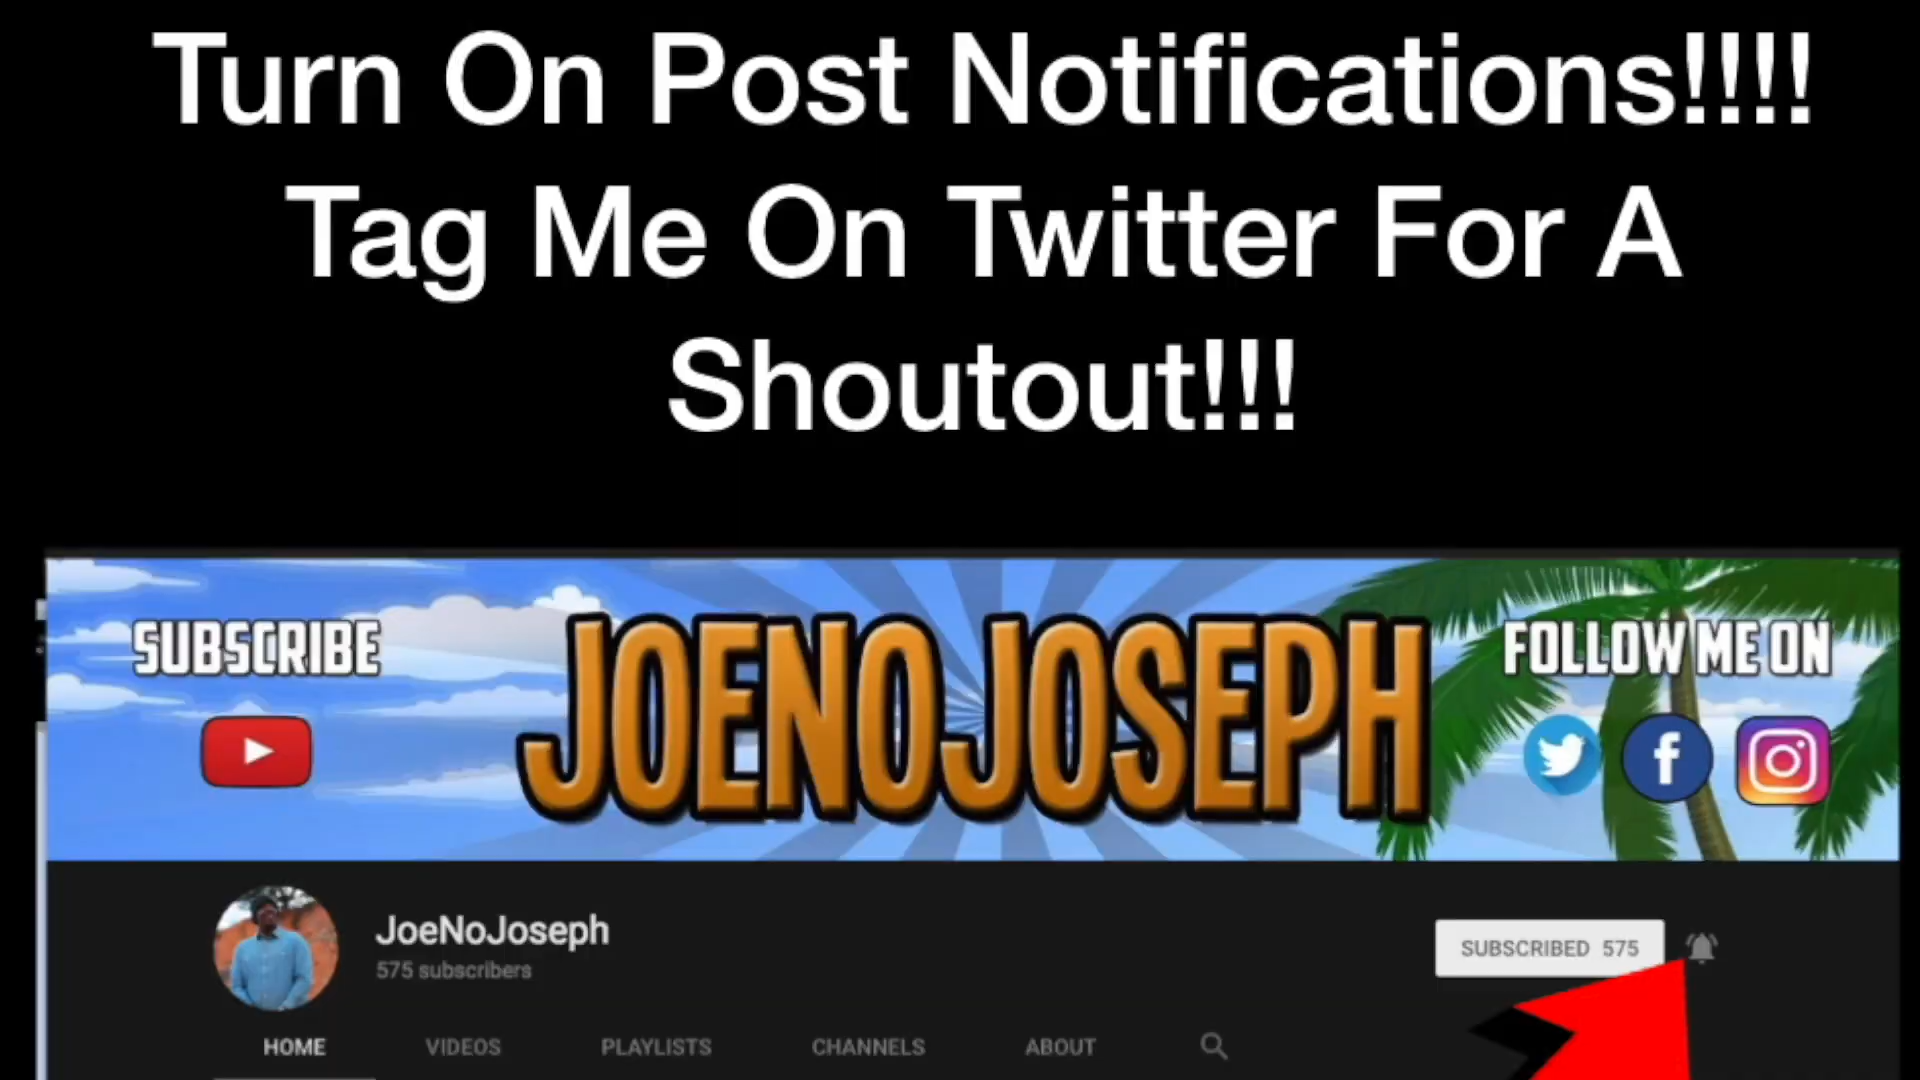 Turn On Post Notifications!!!!
Tag Me On Twitter For A
Shoutout!!!
SUBSCRIBE
JOENOJOSEPH
FOLLOW ME ON
JoeNoJoseph
575 subscribers
SUBSCRIBED 575
HOME VIDEOS PLAYLISTS CHANNELS ABOUT